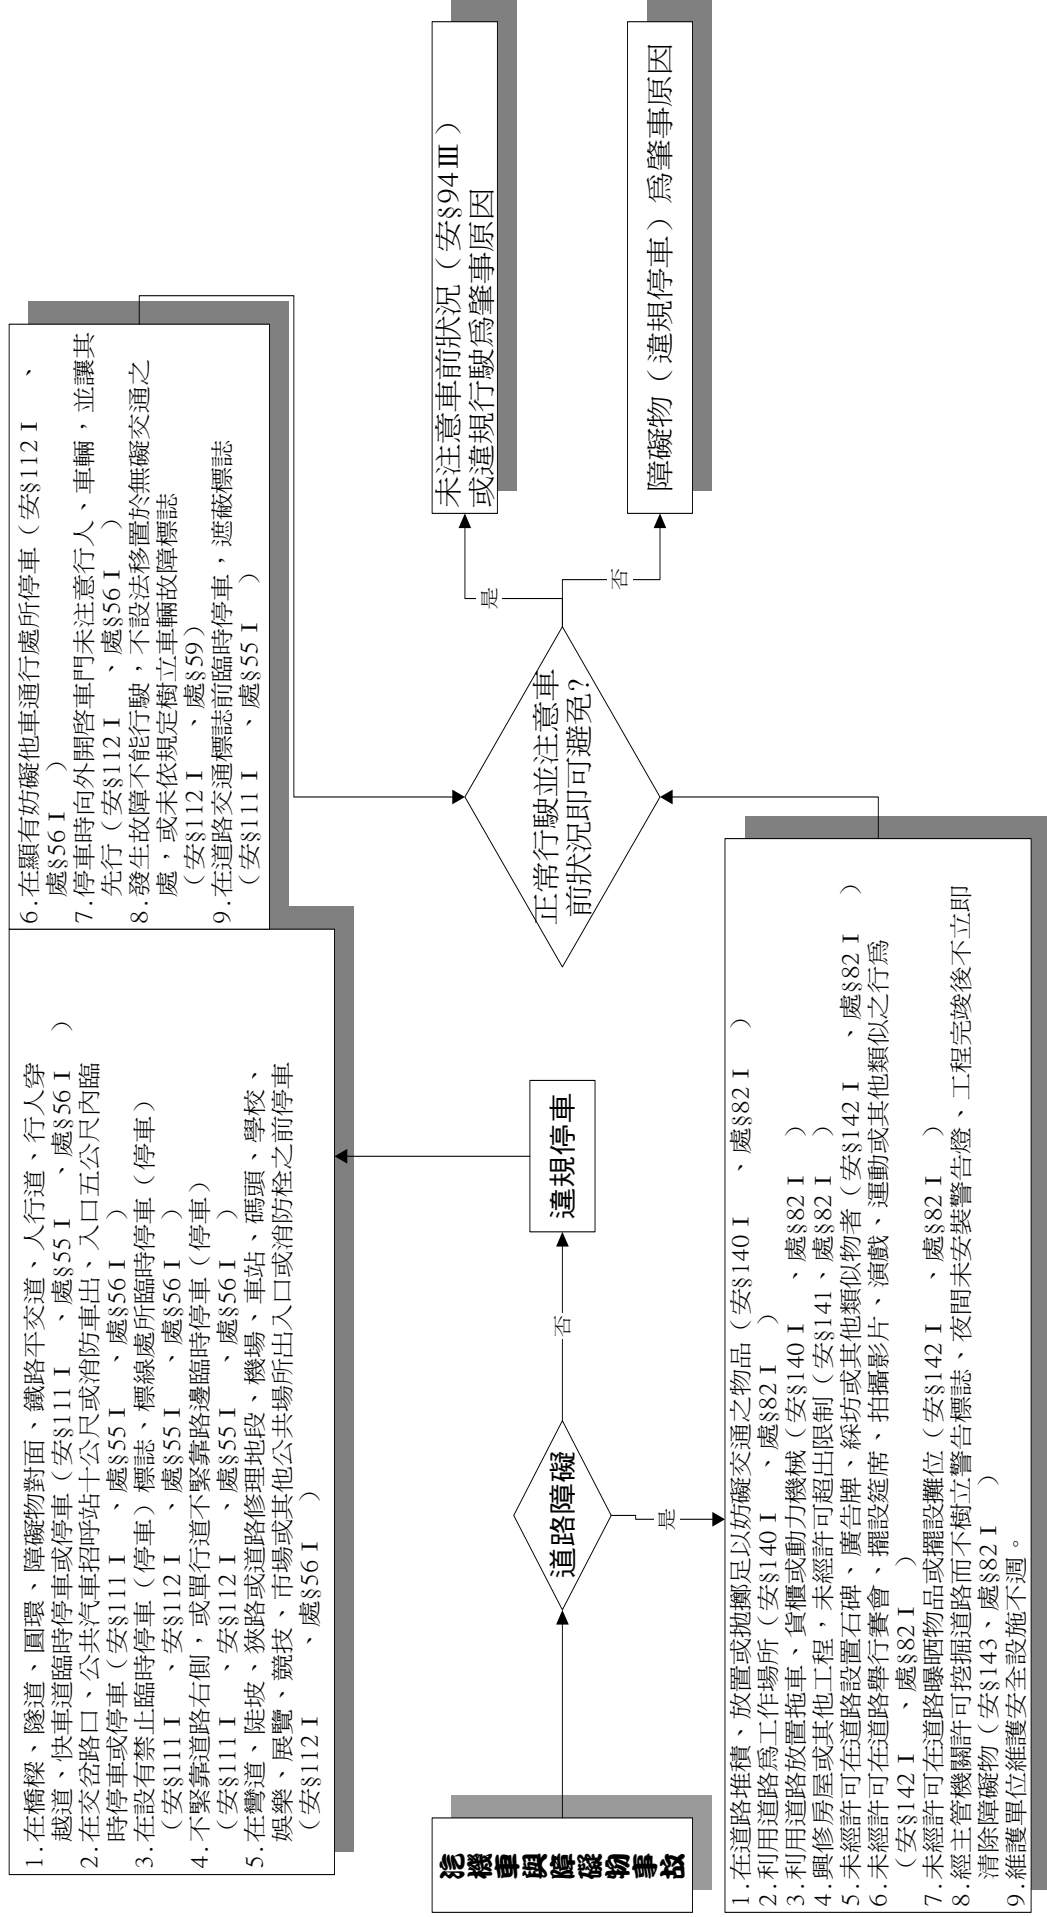 汽機車與障礙物事故
道路障礙
否
是
違規停車
1.在橋樑、隧道、圓環、障礙物對面、鐵路平交道、人行道、行人穿
越道、快車道臨時停車或停車（安§111Ⅰ、處§55Ⅰ、處§56Ⅰ）
2.在交岔路口、公共汽車招呼站十公尺或消防車出、入口五公尺內臨
時停車或停車（安§111Ⅰ、處§55Ⅰ、處§56Ⅰ）
3.在設有禁止臨時停車（停車）標誌、標線處所臨時停車（停車）
（安§111Ⅰ、安§112Ⅰ、處§55Ⅰ、處§56Ⅰ）
4.不緊靠道路右側，或單行道不緊靠路邊臨時停車（停車）
（安§111Ⅰ、安§112Ⅰ、處§55Ⅰ、處§56Ⅰ）
5.在彎道、陡坡、狹路或道路修理地段、機場、車站、碼頭、學校、
娛樂、展覽、競技、市場或其他公共場所出入口或消防栓之前停車
（安§112Ⅰ、處§56Ⅰ）
6.在顯有妨礙他車通行處所停車（安§112Ⅰ、
處§56Ⅰ）
7.停車時向外開啓車門未注意行人、車輛，並讓其
先行（安§112Ⅰ、處§56Ⅰ）
8.發生故障不能行駛，不設法移置於無礙交通之
處，或未依規定樹立車輛故障標誌
（安§112Ⅰ、處§59）
9.在道路交通標誌前臨時停車，遮蔽標誌
（安§111Ⅰ、處§55Ⅰ）
1.在道路堆積、放置或拋擲足以妨礙交通之物品（安§140Ⅰ、處§82Ⅰ）
2.利用道路爲工作場所（安§140Ⅰ、處§82Ⅰ）
3.利用道路放置拖車、貨櫃或動力機械（安§140Ⅰ、處§82Ⅰ）
4.興修房屋或其他工程，未經許可超出限制（安§141、處§82Ⅰ）
5.未經許可在道路設置石碑、廣告牌、綵坊或其他類似物者（安§142Ⅰ、處§82Ⅰ）
6.未經許可在道路舉行賽會、擺設筵席、拍攝影片、演戲、運動或其他類似之行爲
（安§142Ⅰ、處§82Ⅰ）
7.未經許可在道路曝晒物品或擺設攤位（安§142Ⅰ、處§82Ⅰ）
8.經主管機關許可挖掘道路而不樹立警告標誌、夜間未安裝警告燈、工程完竣後不立即
清除障礙物（安§143、處§82Ⅰ）
9.維護單位維護安全設施不週。
正常行駛並注意車
前狀況即可避免?
是
否
未注意車前狀況（安§94Ⅲ）
或違規行駛爲肇事原因
障礙物（違規停車）爲肇事原因